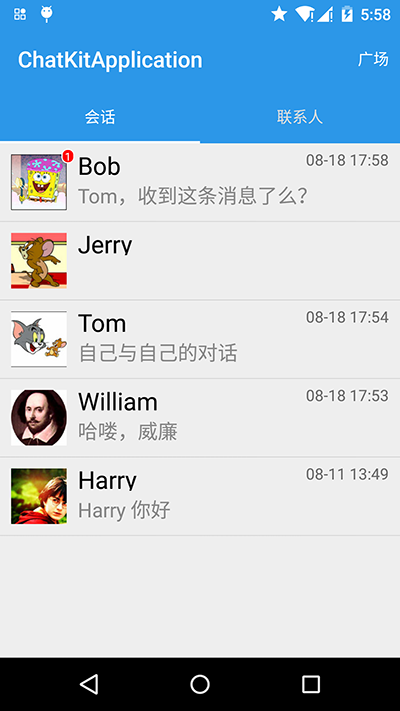 5:58
ChatKitApplication
广场
会话
联系人
1
Bob
08-18 17:58
Tom，收到这条消息了么？
Jerry
Tom
08-18 17:54
自己与自己的对话
William
08-18 17:53
哈喽，威廉
Harry
08-11 13:49
Harry 你好